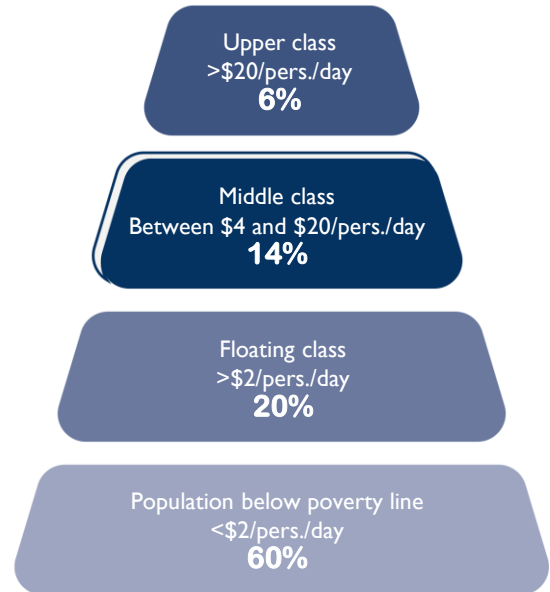 Upper class
>$20/pers./day
6%
Middle class
Between $4 and $20/pers./day
14%
Floating class
>$2/pers./day
20%
Population below poverty line
<$2/pers./day
60%